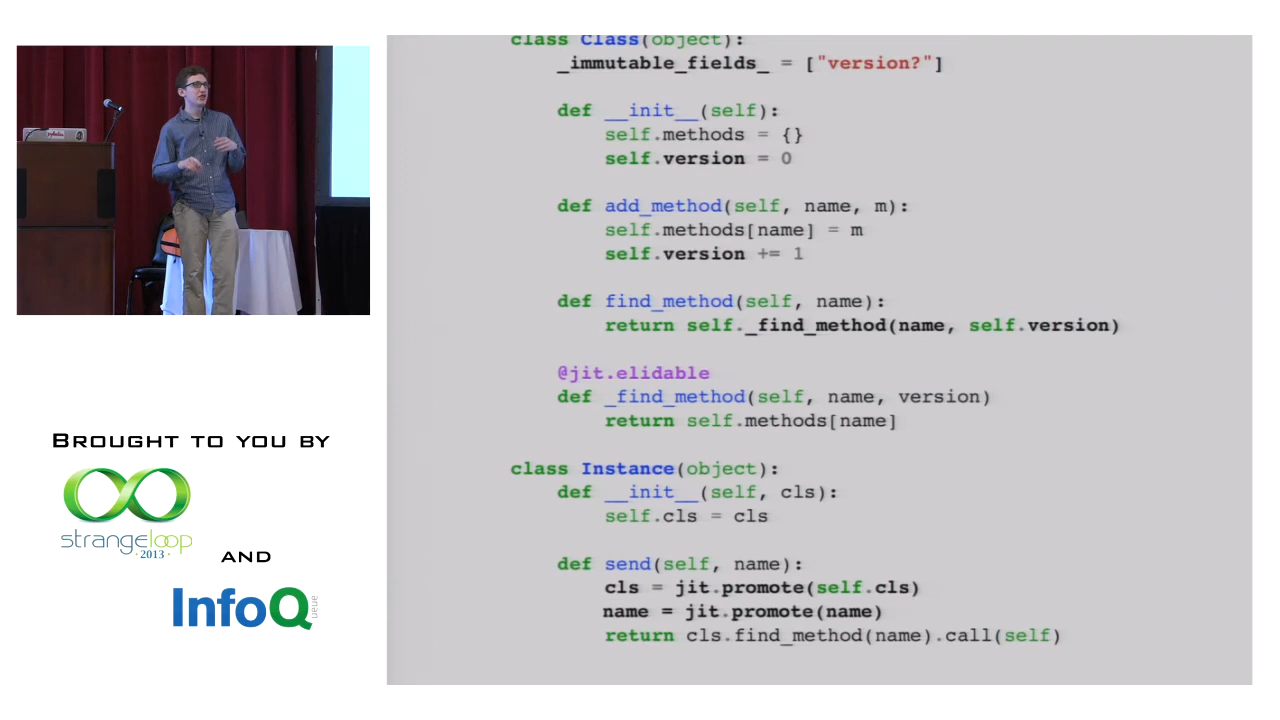 class Class(object):
_immutable_fields_ = ["version?"]
def __init__(self):
self.methods = {}
self.version = 0
def add_method(self, name, m):
self.methods[name] = m
self.version += 1
def find_method(self, name):
return self._find_method(name, self.version)
@jit.elidable
def _find_method(self, name, version)
return self.methods[name]
class Instance(object):
def __init__(self, cls):
self.cls = cls
def send(self, name):
cls = jit.promote(self.cls)
name = jit.promote(name)
return cls.find_method(name).call(self)
BROUGHT TO YOU BY
strangeloop
· 2013 ·
AND
InfoQ